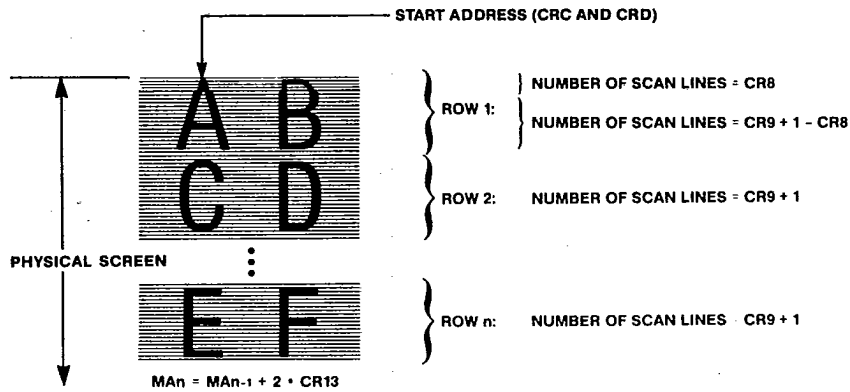 START ADDRESS (CRC AND CRD)
A B
ROW 1:
NUMBER OF SCAN LINES = CR8
NUMBER OF SCAN LINES = CR9 + 1 – CR8
C D
ROW 2: NUMBER OF SCAN LINES = CR9 + 1
PHYSICAL SCREEN
E F
ROW n: NUMBER OF SCAN LINES CR9 + 1
MAn = MAn-1 + 2 • CR13